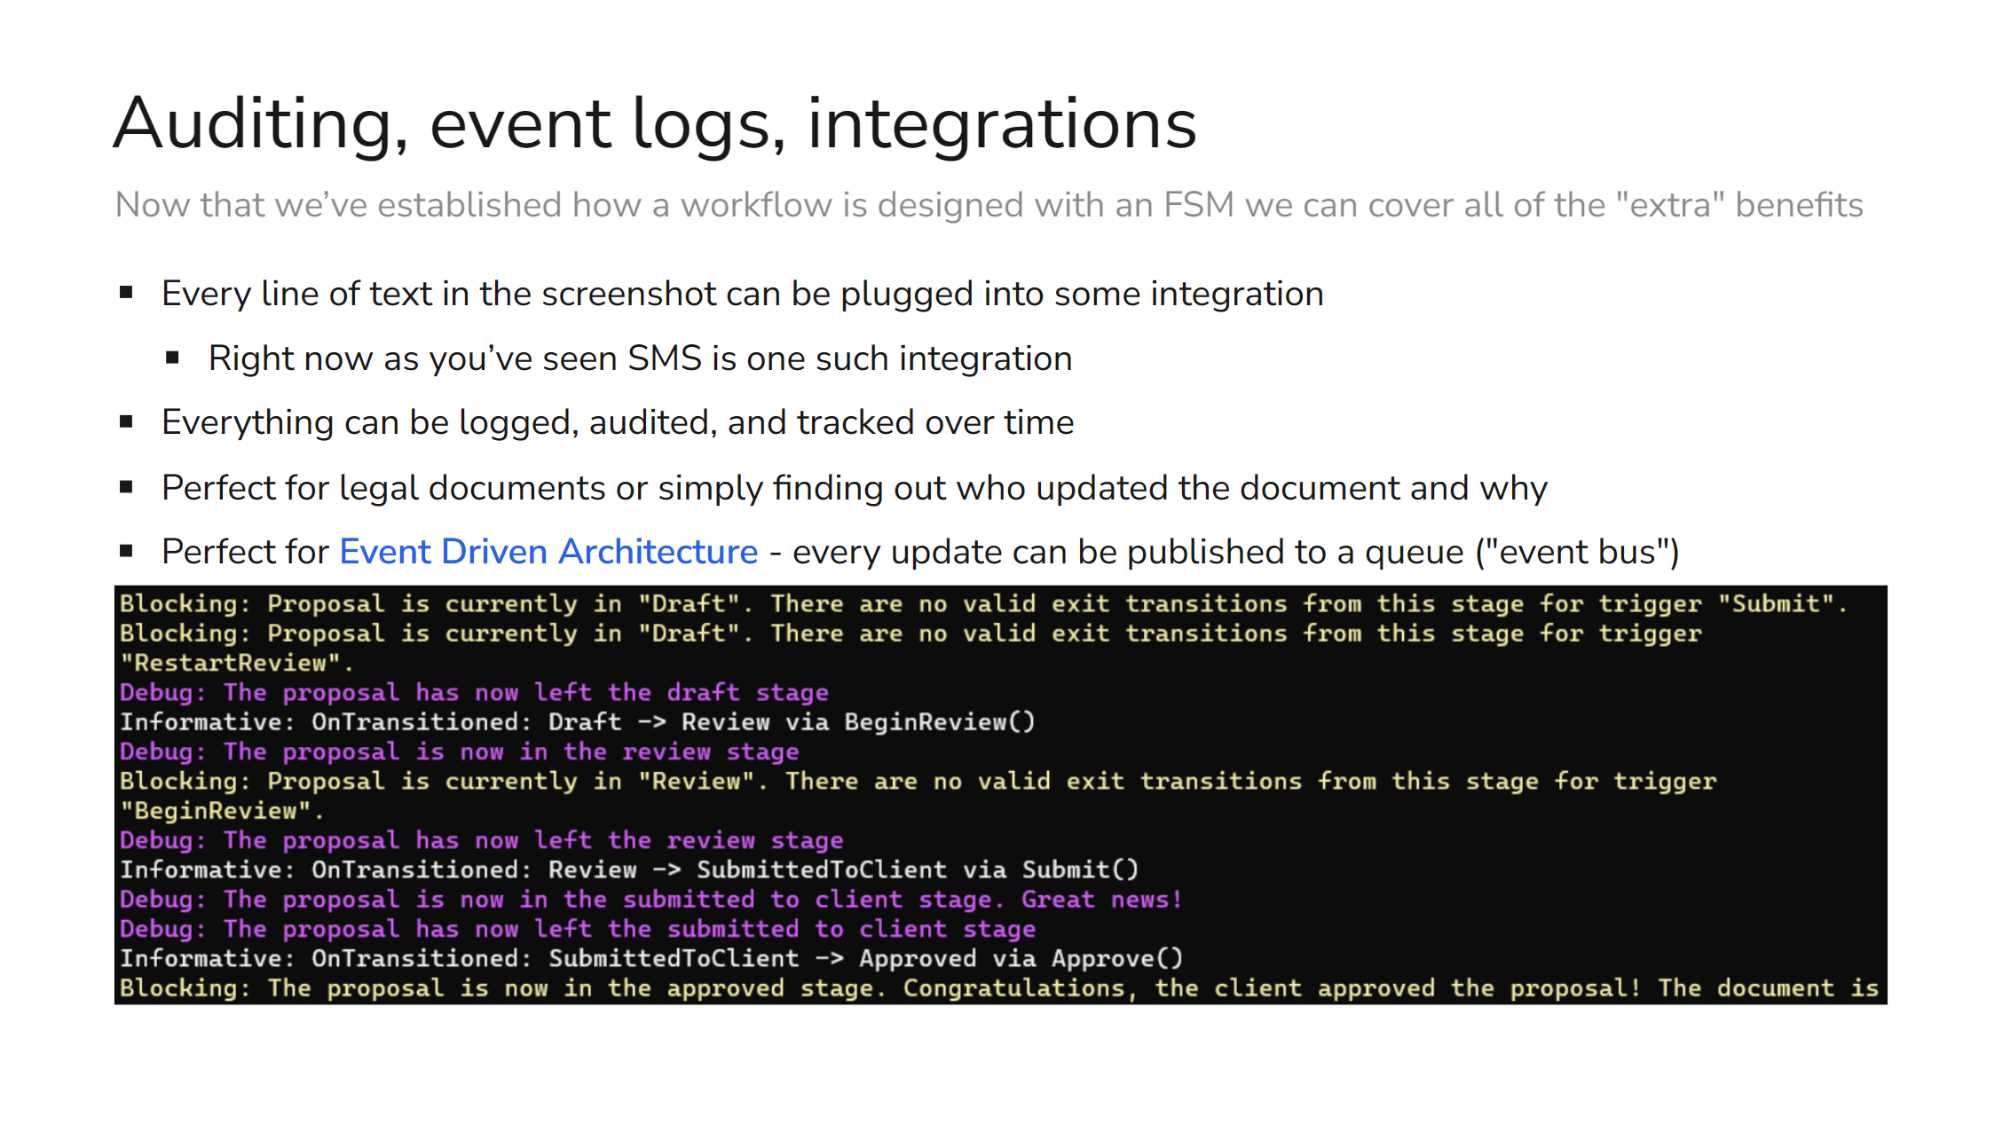 Auditing, event logs, integrations
Now that we’ve established how a workflow is designed with an FSM we can cover all of the "extra" benefits
▪ Every line of text in the screenshot can be plugged into some integration
▪ Right now as you’ve seen SMS is one such integration
▪ Everything can be logged, audited, and tracked over time
▪ Perfect for legal documents or simply finding out who updated the document and why
▪ Perfect for Event Driven Architecture - every update can be published to a queue ("event bus")
Blocking: Proposal is currently in "Draft". There are no valid exit transitions from this stage for trigger "Submit".
Blocking: Proposal is currently in "Draft". There are no valid exit transitions from this stage for trigger
"RestartReview".
Debug: The proposal has now left the draft stage
Informative: OnTransitioned: Draft -> Review via BeginReview()
Debug: The proposal is now in the review stage
Blocking: Proposal is currently in "Review". There are no valid exit transitions from this stage for trigger
"BeginReview".
Debug: The proposal has now left the review stage
Informative: OnTransitioned: Review -> SubmittedToClient via Submit()
Debug: The proposal is now in the submitted to client stage. Great news!
Debug: The proposal has now left the submitted to client stage
Informative: OnTransitioned: SubmittedToClient -> Approved via Approve()
Blocking: The proposal is now in the approved stage. Congratulations, the client approved the proposal! The document is